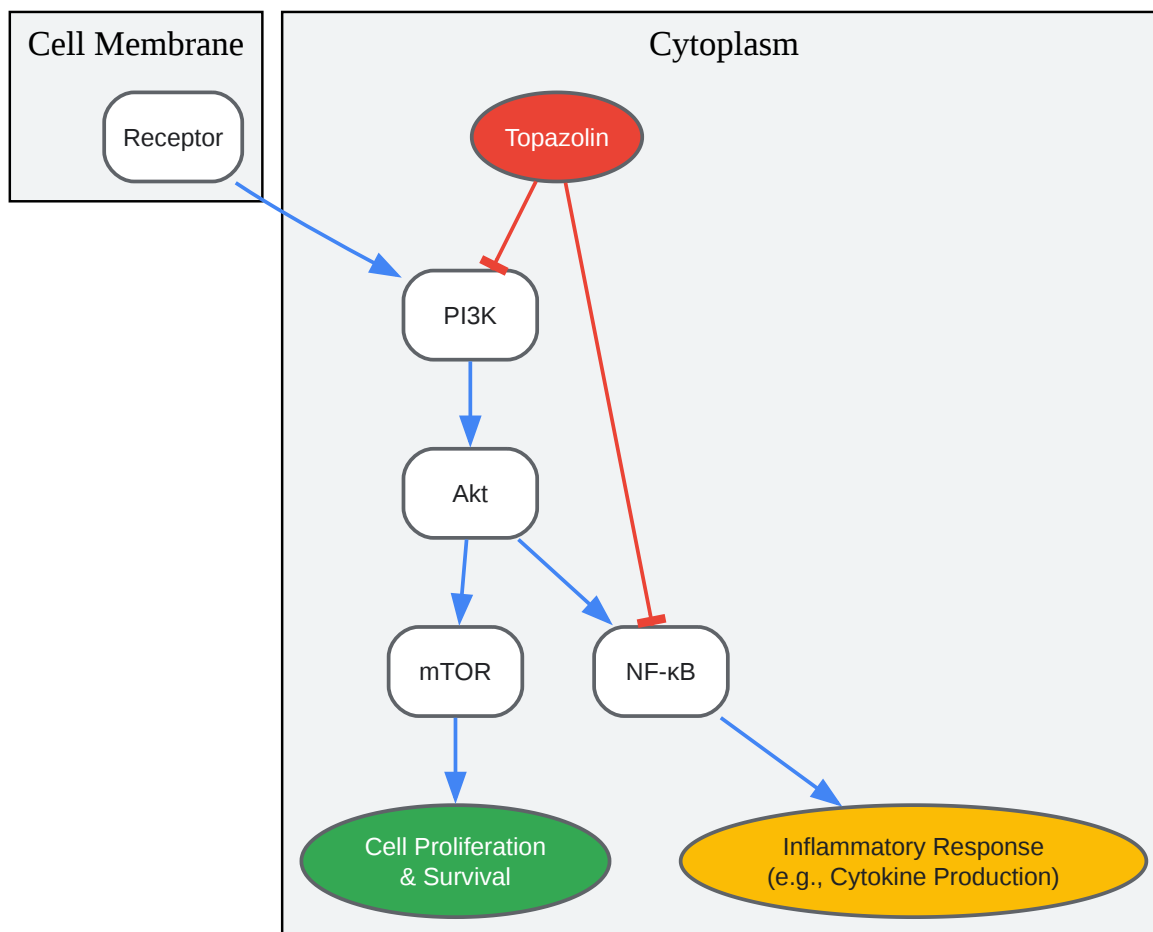 Cell Membrane
Cytoplasm
Receptor
Topazolin
PI3K
Akt
mTOR
NF-κB
Cell Proliferation
& Survival
Inflammatory Response
(e.g., Cytokine Production)